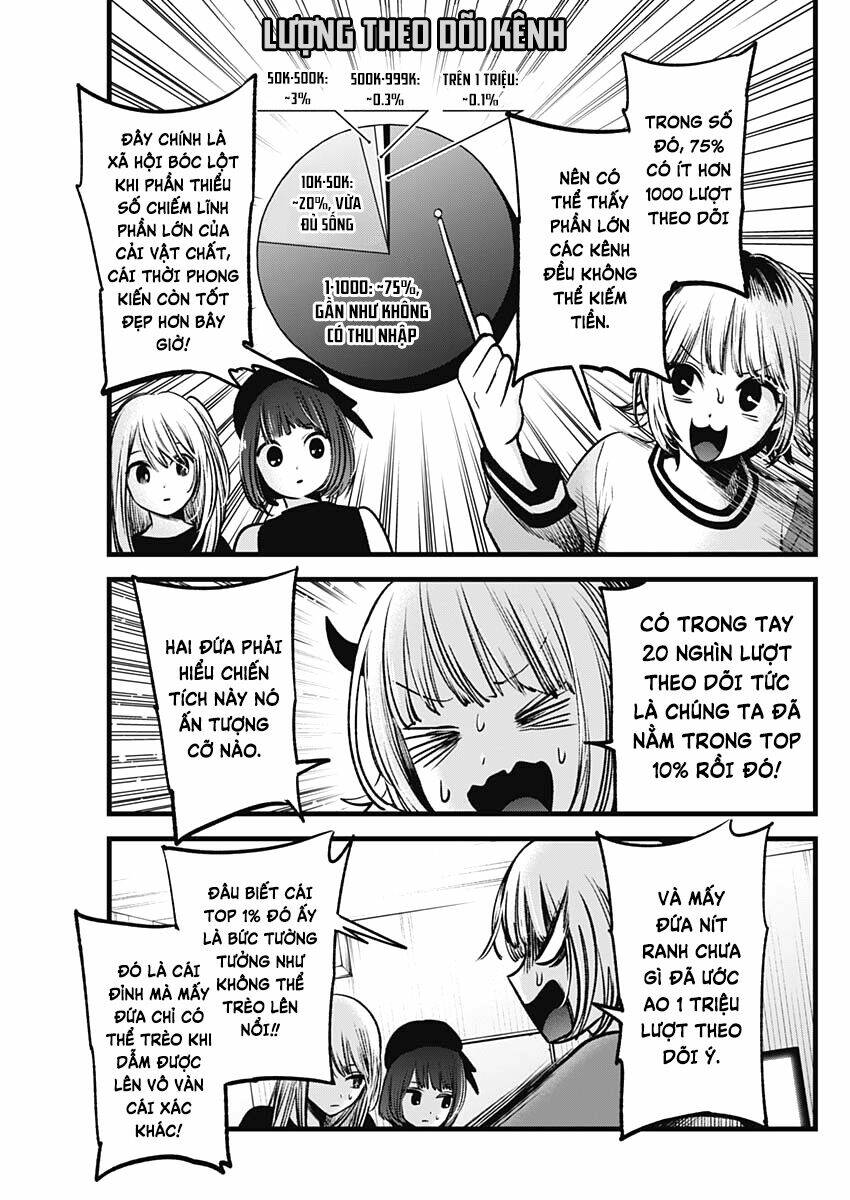 LƯỢNG THEO DÕI KÊNH
50K-500K:
~3%
500K-999K:
~0.3%
TRÊN 1 TRIỆU:
~0.1%
10K-50K:
~20%, VỪA
ĐỦ SỐNG
1-1000: ~75%,
GẦN NHƯ KHÔNG
CÓ THU NHẬP
TRONG SỐ
ĐÓ, 75%
CÓ ÍT HƠN
1000 LƯỢT
THEO DÕI
NÊN CÓ
THỂ THẤY
PHẦN LỚN
CÁC KÊNH
ĐỀU KHÔNG
THỂ KIẾM
TIỀN.
ĐÂY CHÍNH LÀ
XÃ HỘI BÓC LỘT
KHI PHẦN THIỂU
SỐ CHIẾM LĨNH
PHẦN LỚN CỦA
CẢI VẬT CHẤT,
CÁI THỜI PHONG
KIẾN CÒN TỐT
ĐẸP HƠN BÂY
GIỜ!
CÓ TRONG TAY
20 NGHÌN LƯỢT
THEO DÕI TỨC
LÀ CHÚNG TA ĐÃ
NẰM TRONG TOP
10% RỒI ĐÓ!
HAI ĐỨA PHẢI
HIỂU CHIẾN
TÍCH NÀY NÓ
ẤN TƯỢNG
CỠ NÀO.
VÀ MẤY
ĐỨA NÍT
RANH CHƯA
GÌ ĐÃ ƯỚC
AO 1 TRIỆU
LƯỢT THEO
DÕI Ý.
ĐÂU BIẾT CÁI
TOP 1% ĐÓ ẤY
LÀ BỨC TƯỜNG
TƯỞNG NHƯ
KHÔNG THỂ
TRÈO LÊN
NỔI!!
ĐÓ LÀ CÁI
ĐỈNH MÀ MẤY
ĐỨA CHỈ CÓ
THỂ TRÈO KHI
DẪM ĐƯỢC
LÊN VÔ VÀN
CÁI XÁC
KHÁC!